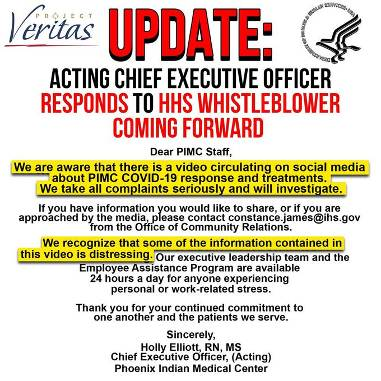 PROJECT
Veritas
UPDATE:
ACTING CHIEF EXECUTIVE OFFICER
RESPONDS TO HHS WHISTLEBLOWER
COMING FORWARD
Dear PIMC Staff,
We are aware that there is a video circulating on social media
about PIMC COVID-19 response and treatments.
We take all complaints seriously and will investigate.
If you have information you would like to share, or if you are
approached by the media, please contact constance.james@ihs.gov
from the Office of Community Relations.
We recognize that some of the information contained in
this video is distressing. Our executive leadership team and the
Employee Assistance Program are available
24 hours a day for anyone experiencing
personal or work-related stress.
Thank you for your continued commitment to
one another and the patients we serve.
Sincerely,
Holly Elliott, RN, MS
Chief Executive Officer, (Acting)
Phoenix Indian Medical Center